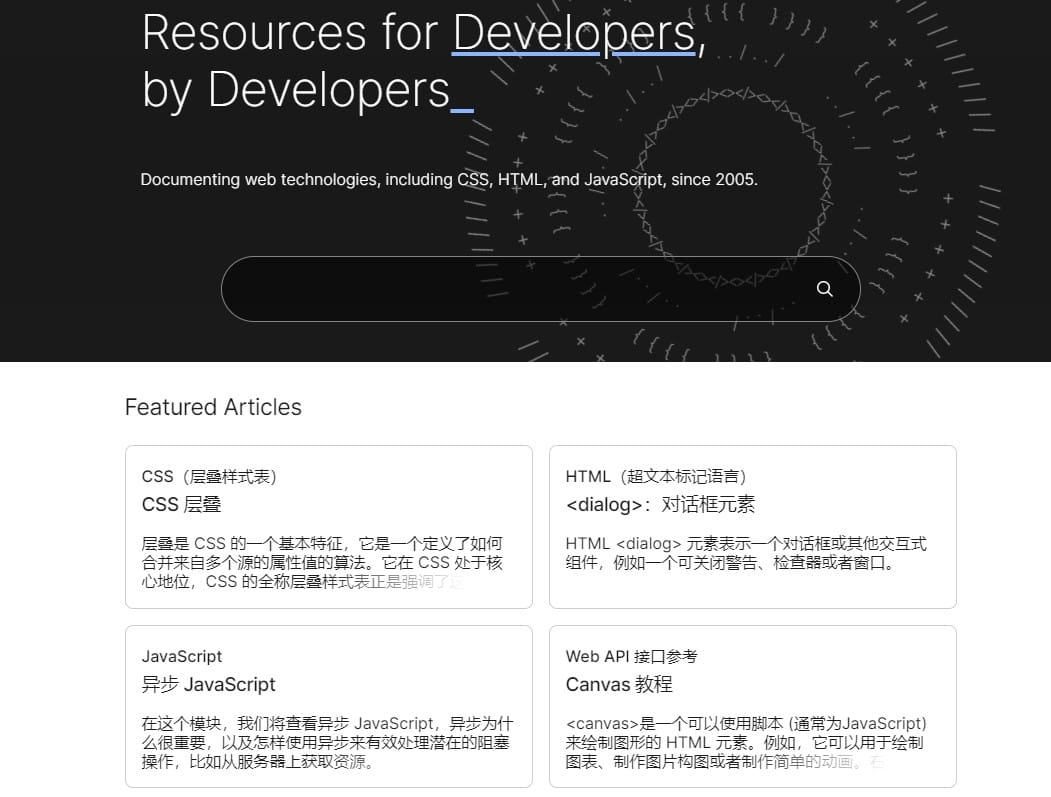 Resources for Developers,
by Developers_
Documenting web technologies, including CSS, HTML, and JavaScript, since 2005.
Featured Articles
CSS（层叠样式表）
CSS 层叠
层叠是 CSS 的一个基本特征，它是一个定义了如何
合并来自多个源的属性值的算法。它在 CSS 处于核
心地位，CSS 的全称层叠样式表正是强调了这
HTML（超文本标记语言）
<dialog>：对话框元素
HTML <dialog> 元素表示一个对话框或其他交互式
组件，例如一个可关闭警告、检查器或者窗口。
JavaScript
异步 JavaScript
在这个模块，我们将查看异步 JavaScript，异步为什
么很重要，以及怎样使用异步来有效处理潜在的阻塞
操作，比如从服务器上获取资源。
Web API 接口参考
Canvas 教程
<canvas>是一个可以使用脚本 (通常为JavaScript)
来绘制图形的 HTML 元素。例如，它可以用于绘制
图表、制作图片构图或者制作简单的动画。右